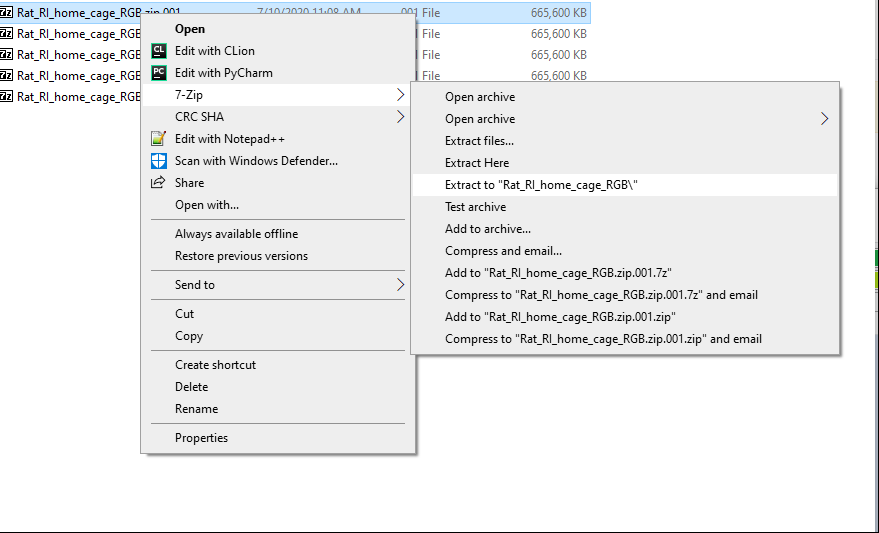 Rat_RI_home_cage_RGB.zip.001 7/10/2020 11:08 AM .001 File 665,600 KB
Rat_RI_home_cage_RGB File 665,600 KB
Rat_RI_home_cage_RGB File 665,600 KB
Rat_RI_home_cage_RGB File 665,600 KB
Rat_RI_home_cage_RGB
Open
Edit with CLion
Edit with PyCharm
7-Zip
CRC SHA
Edit with Notepad++
Scan with Windows Defender...
Share
Open with...
Always available offline
Restore previous versions
Send to
Cut
Copy
Create shortcut
Delete
Rename
Properties
Open archive
Open archive
Extract files...
Extract Here
Extract to "Rat_RI_home_cage_RGB\"
Test archive
Add to archive...
Compress and email...
Add to "Rat_RI_home_cage_RGB.zip.001.7z"
Compress to "Rat_RI_home_cage_RGB.zip.001.7z" and email
Add to "Rat_RI_home_cage_RGB.zip.001.zip"
Compress to "Rat_RI_home_cage_RGB.zip.001.zip" and email